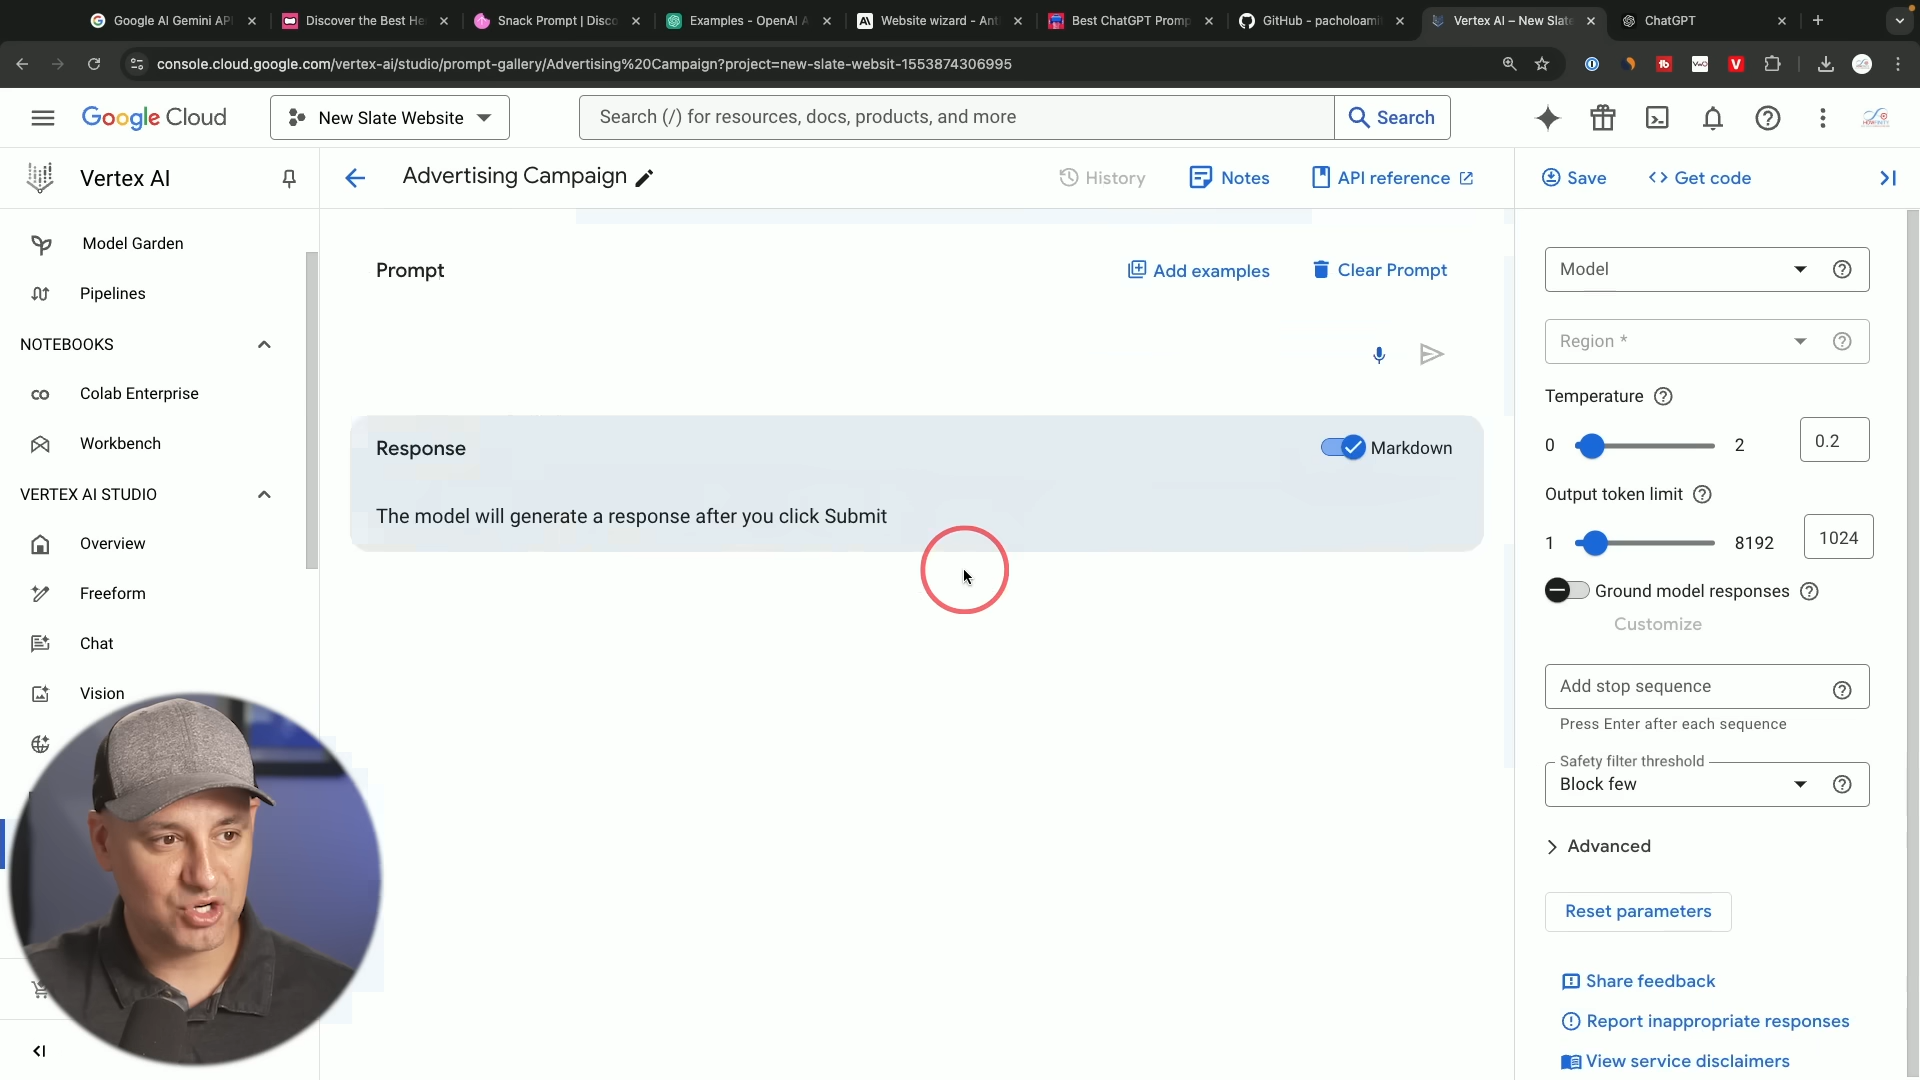 Google AI Gemini AP
Discover the Best He
Snack Prompt | Disco
Examples - OpenAI A
Website wizard - Ant
Best ChatGPT Promp
GitHub - pacholoami
Vertex AI – New Slate
ChatGPT
console.cloud.google.com/vertex-ai/studio/prompt-gallery/Advertising%20Campaign?project=new-slate-websit-1553874306995
Google Cloud
New Slate Website
Search (/) for resources, docs, products, and more
Search
Vertex AI
Advertising Campaign
History
Notes
API reference
Save
Get code
Model Garden
Pipelines
NOTEBOOKS
Colab Enterprise
Workbench
VERTEX AI STUDIO
Overview
Freeform
Chat
Vision
Prompt
Add examples
Clear Prompt
Response
Markdown
The model will generate a response after you click Submit
Model
Region *
Temperature
0
2
0.2
Output token limit
1
8192
1024
Ground model responses
Customize
Add stop sequence
Press Enter after each sequence
Safety filter threshold
Block few
Advanced
Reset parameters
Share feedback
Report inappropriate responses
View service disclaimers